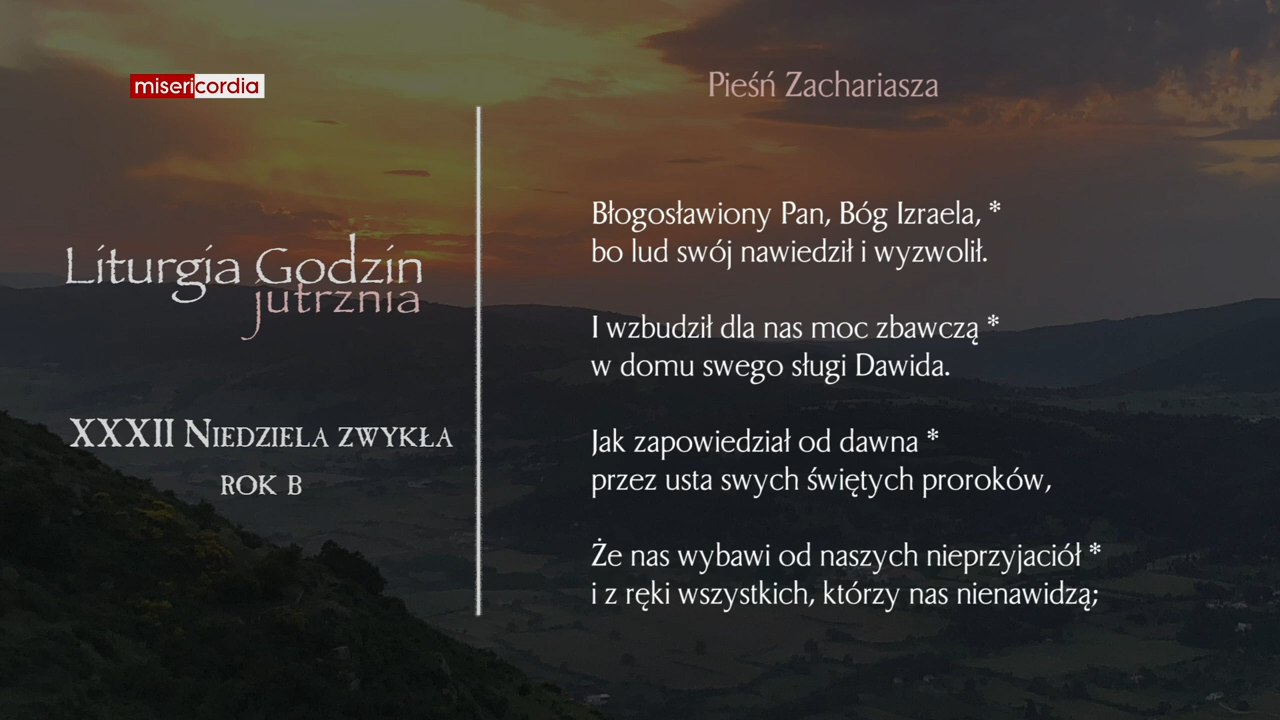 misericordia
Liturgia Godzin
jutrznia
XXXII Niedziela zwykła
rok B
Pieśń Zachariasza
Błogosławiony Pan, Bóg Izraela, *
bo lud swój nawiedził i wyzwolił.
I wzbudził dla nas moc zbawczą *
w domu swego sługi Dawida.
Jak zapowiedział od dawna *
przez usta swych świętych proroków,
Że nas wybawi od naszych nieprzyjaciół *
i z ręki wszystkich, którzy nas nienawidzą;